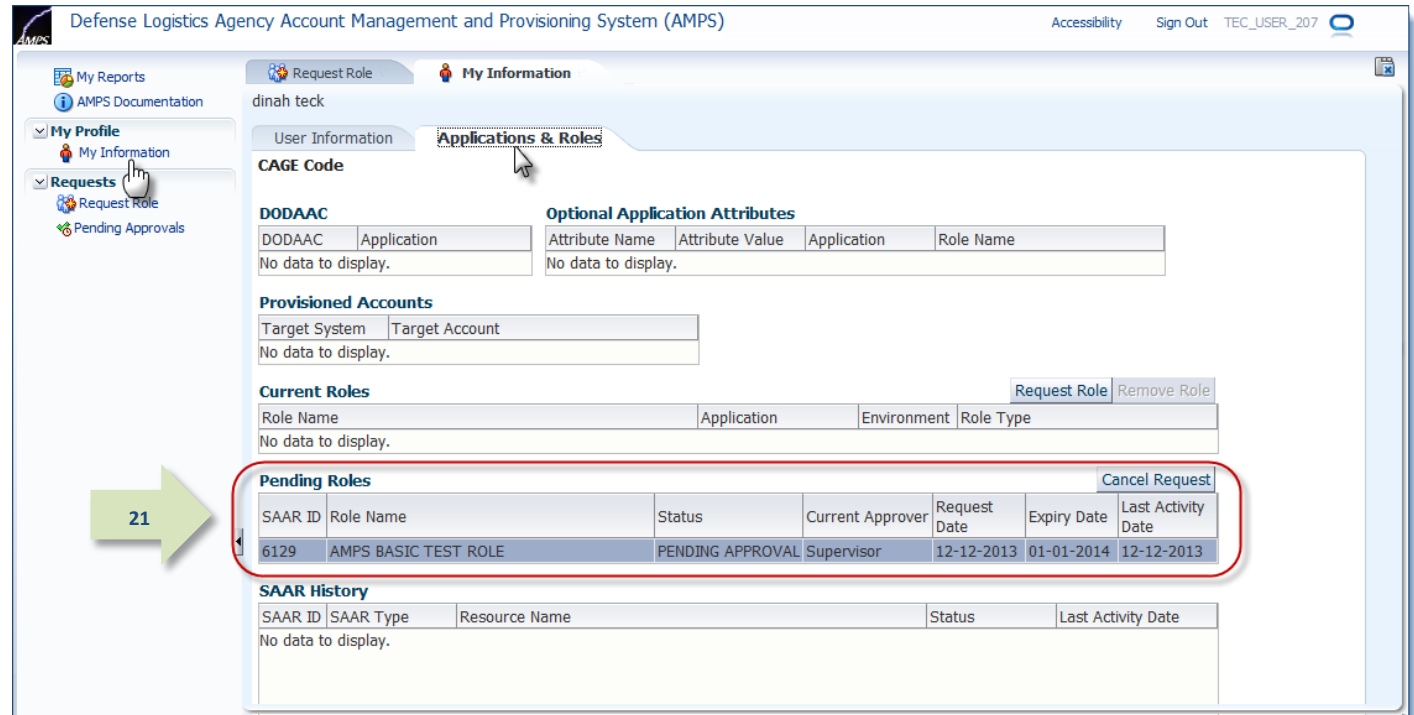 Defense Logistics Agency Account Management and Provisioning System (AMPS)
Accessibility Sign Out TEC_USER_207
AMPS
My Reports
AMPS Documentation
My Profile
My Information
Requests
Request Role
Pending Approvals
Request Role My Information
dinah teck
User Information Applications & Roles
CAGE Code
DODAAC
DODAAC Application
No data to display.
Optional Application Attributes
Attribute Name Attribute Value Application Role Name
No data to display.
Provisioned Accounts
Target System Target Account
No data to display.
Current Roles Request Role Remove Role
Role Name Application Environment Role Type
No data to display.
21
Pending Roles Cancel Request
SAAR ID Role Name Status Current Approver Request Date Expiry Date Last Activity Date
6129 AMPS BASIC TEST ROLE PENDING APPROVAL Supervisor 12-12-2013 01-01-2014 12-12-2013
SAAR History
SAAR ID SAAR Type Resource Name Status Last Activity Date
No data to display.